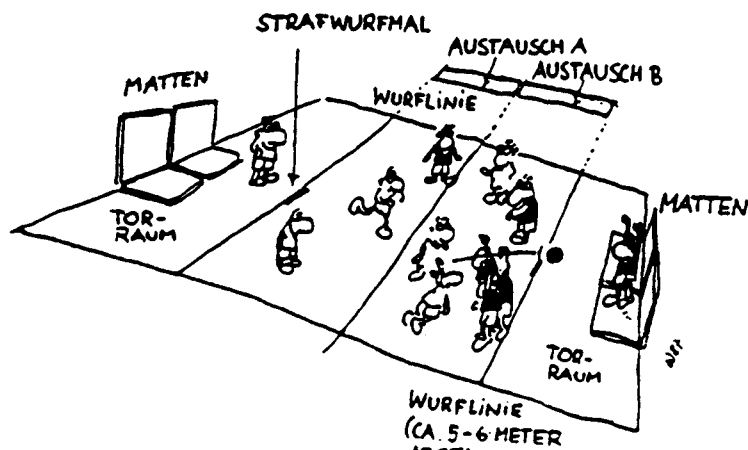 STRAFWURFMAL
AUSTAUSCH A
AUSTAUSCH B
MATTEN
WURFLINIE
MATTEN
TOR-
RAUM
TOR-
RAUM
WURFLINIE
(CA. 5-6 METER